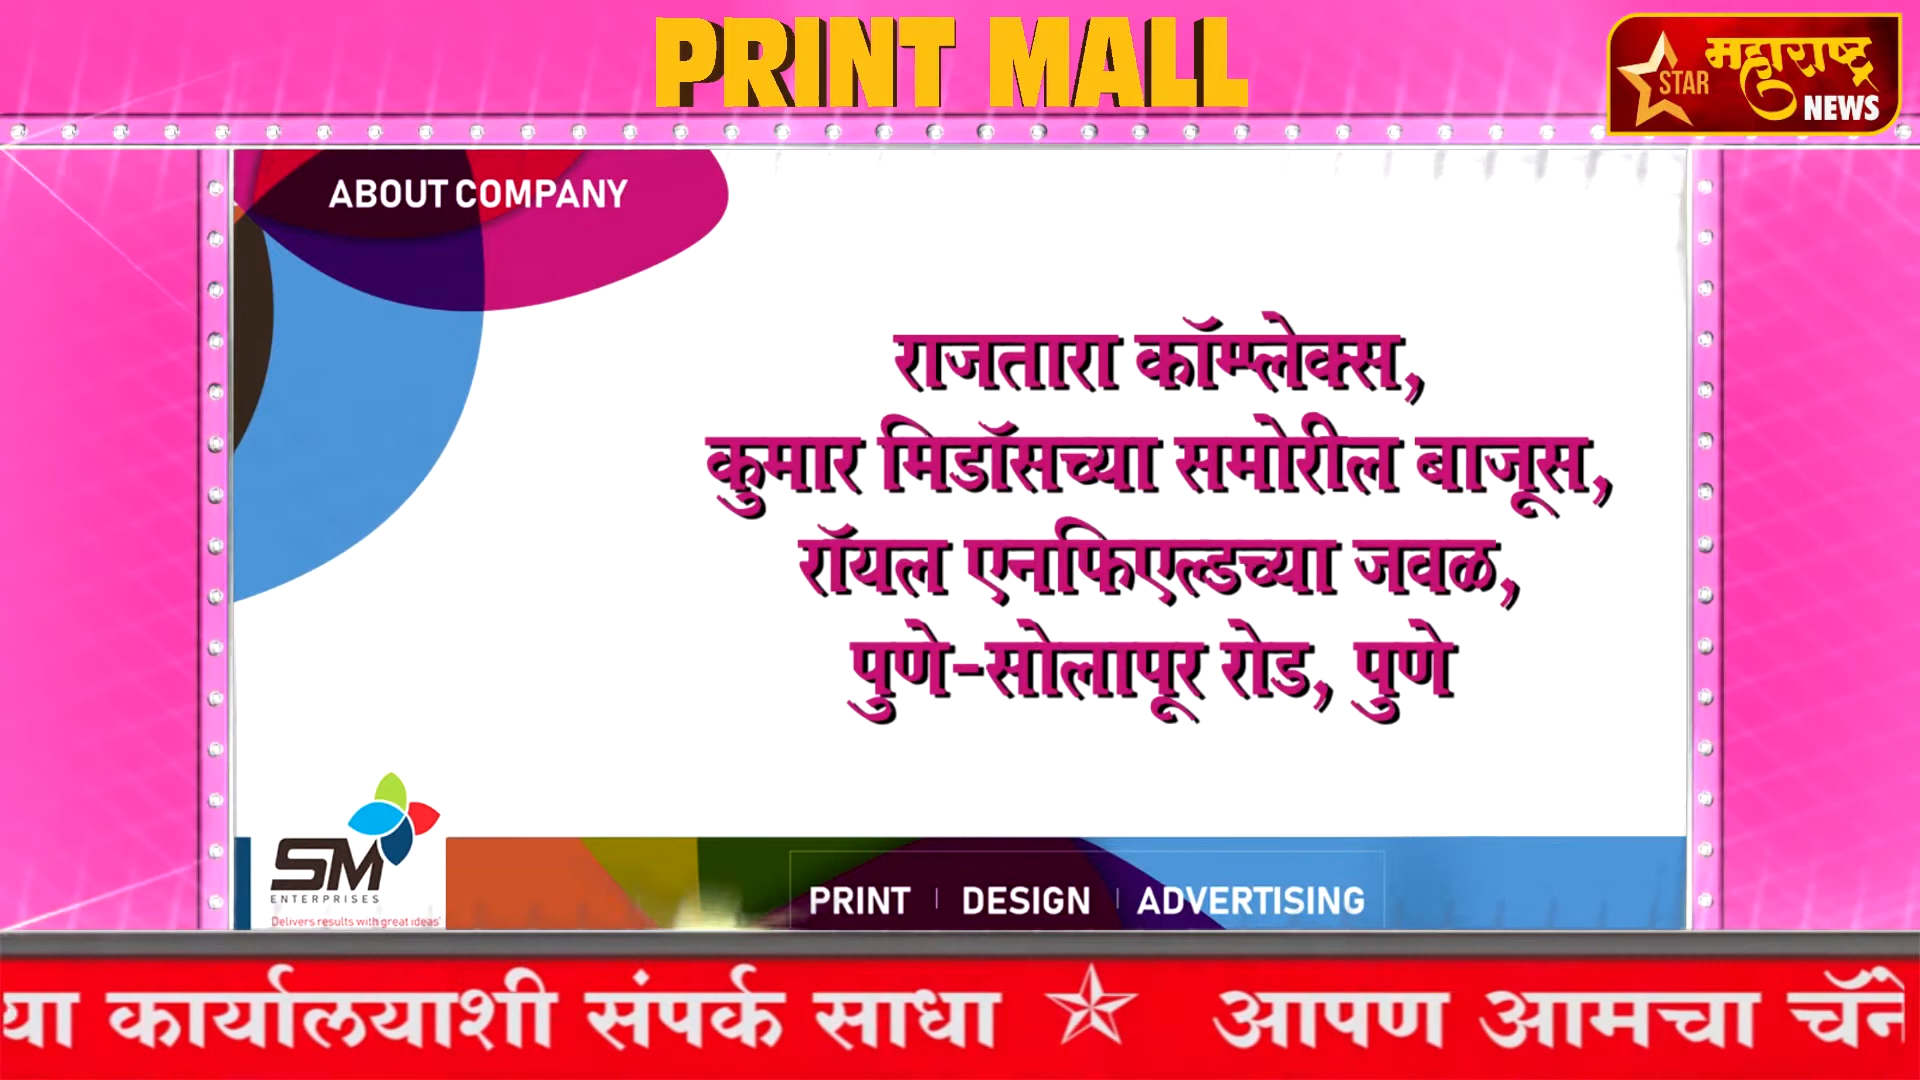 PRINT MALL
STAR महाराष्ट्र NEWS
ABOUT COMPANY
राजतारा कॉम्प्लेक्स,
कुमार मिडॉसच्या समोरील बाजूस,
रॉयल एनफिएल्डच्या जवळ,
पुणे-सोलापूर रोड, पुणे
SM
ENTERPRISES
Delivers results with great ideas
PRINT | DESIGN | ADVERTISING
कार्यालयाशी संपर्क साधा ☆ आपण आमचा